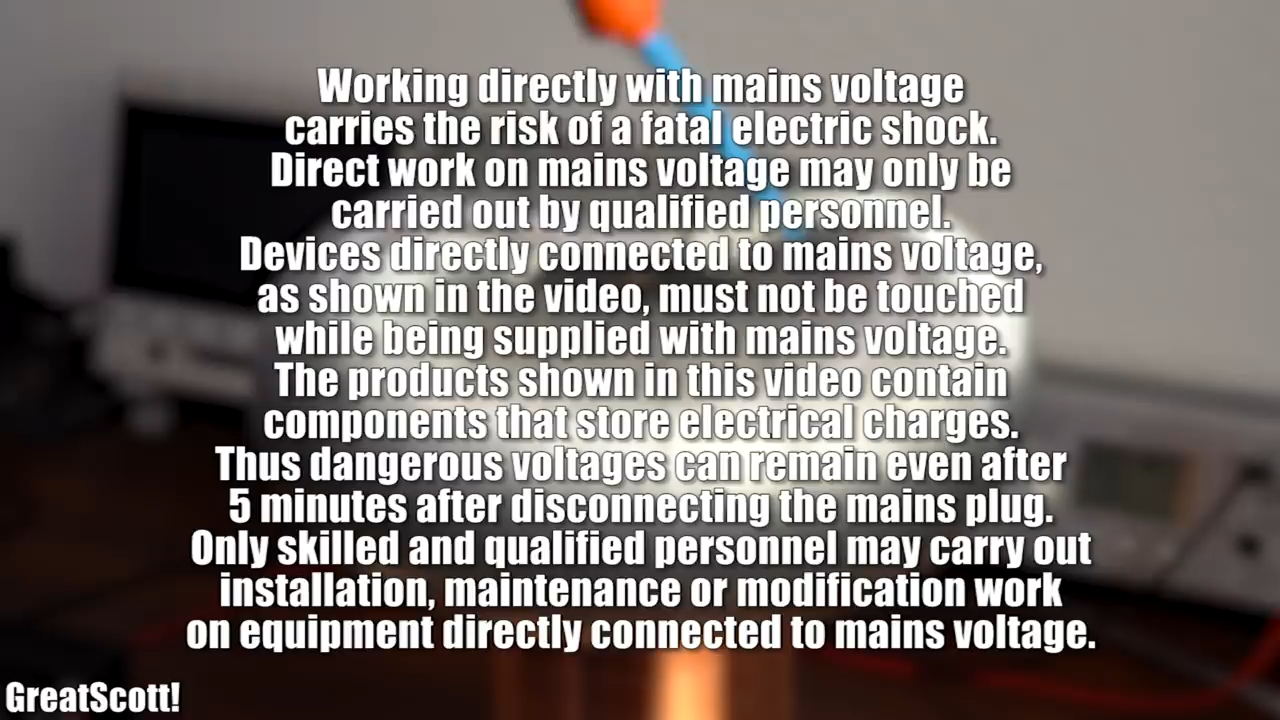 Working directly with mains voltage
carries the risk of a fatal electric shock.
Direct work on mains voltage may only be
carried out by qualified personnel.
Devices directly connected to mains voltage,
as shown in the video, must not be touched
while being supplied with mains voltage.
The products shown in this video contain
components that store electrical charges.
Thus dangerous voltages can remain even after
5 minutes after disconnecting the mains plug.
Only skilled and qualified personnel may carry out
installation, maintenance or modification work
on equipment directly connected to mains voltage.
GreatScott!